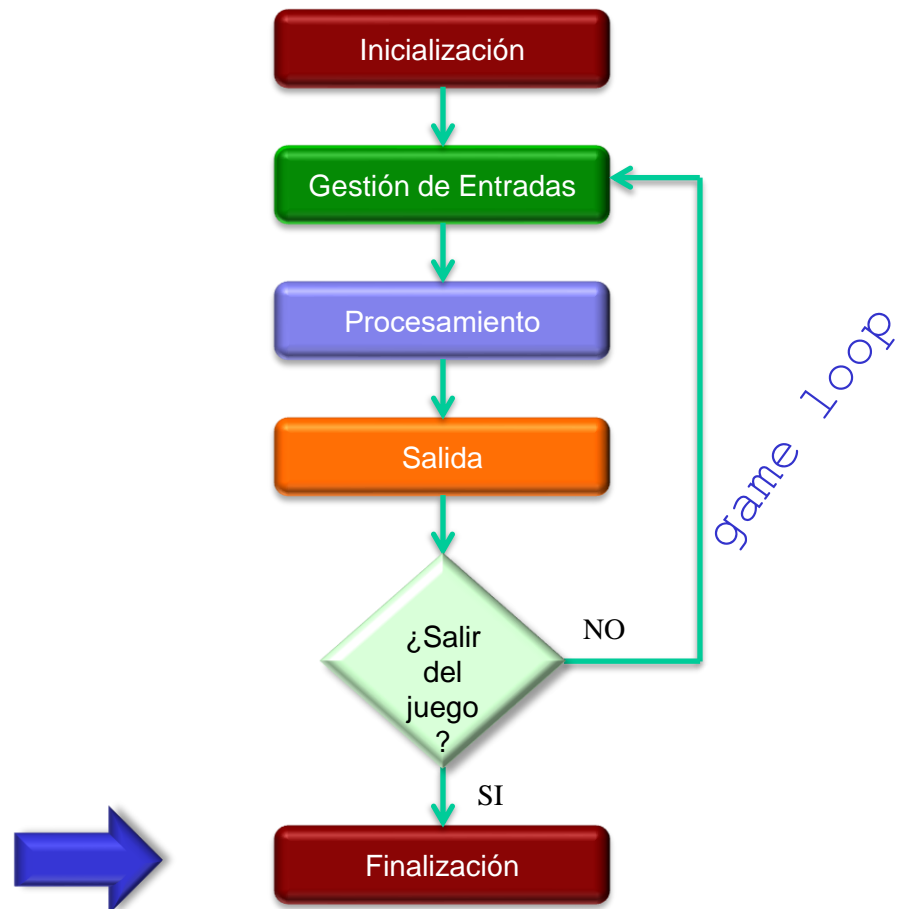 Inicialización
Gestión de Entradas
Procesamiento
Salida
game loop
¿Salir
del
juego
?
NO
SI
Finalización